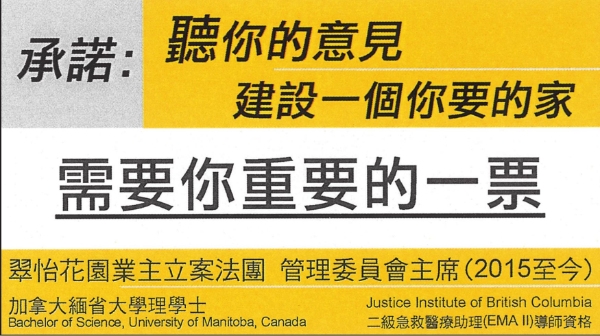 承諾:
聽你的意見
建設一個你要的家
需要你重要的一票
翠怡花園業主立案法團 管理委員會主席(2015至今)
加拿大緬省大學理學士
Bachelor of Science, University of Manitoba, Canada
Justice Institute of British Columbia
二級急救醫療助理(EMA II)導師資格